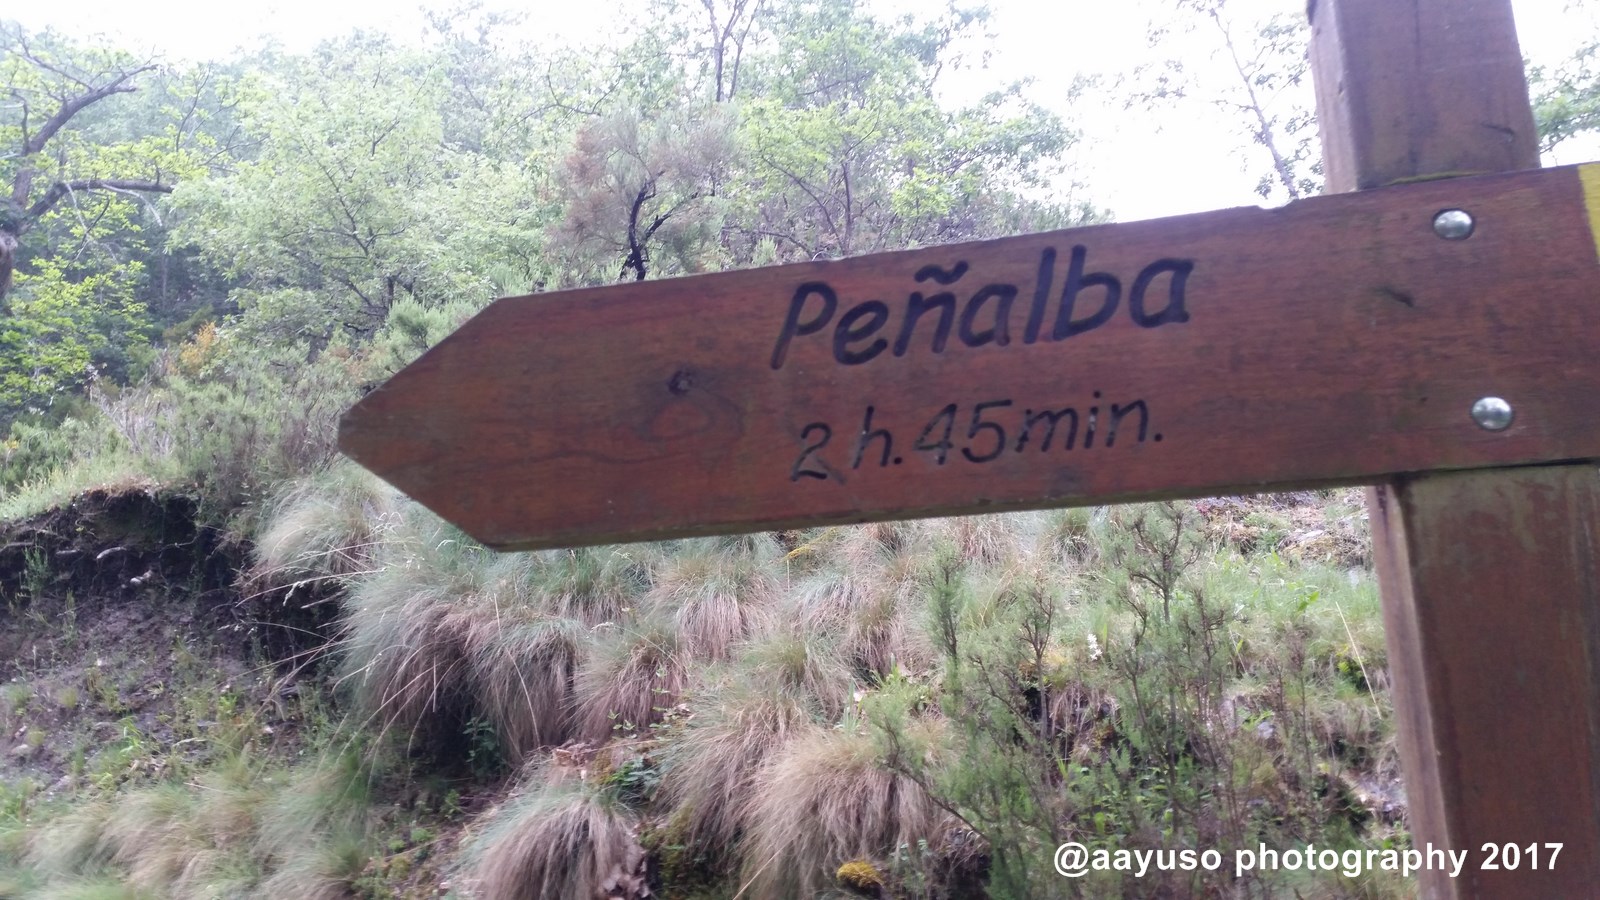 Peñalba
2 h. 45 min.
@aayuso photography 2017